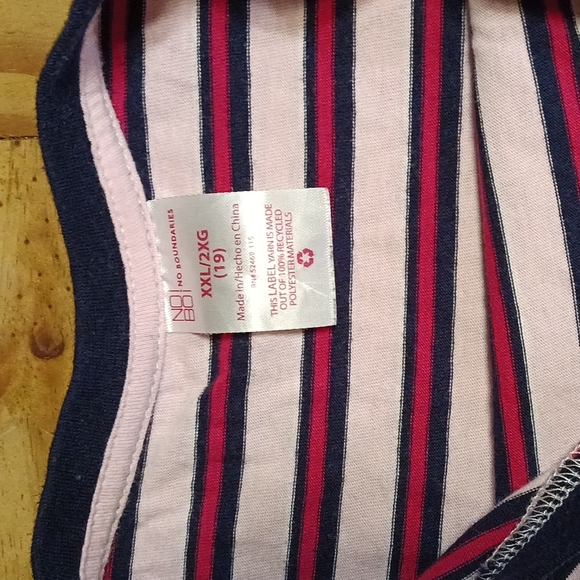 NO
BO
NO BOUNDARIES
XXL/2XG
(19)
Made in/Hecho en China
THIS LABEL YARN IS MADE
OUT OF 100% RECYCLED
POLYESTER MATERIALS